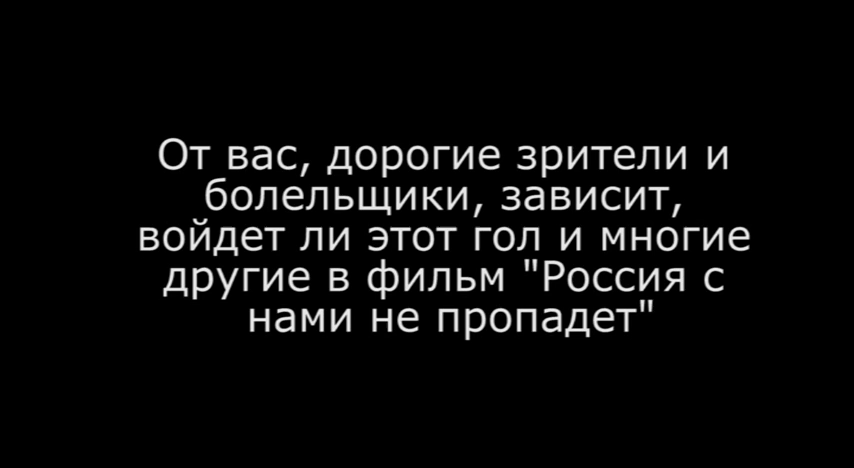 От вас, дорогие зрители и
болельщики, зависит,
войдет ли этот гол и многие
другие в фильм "Россия с
нами не пропадет"